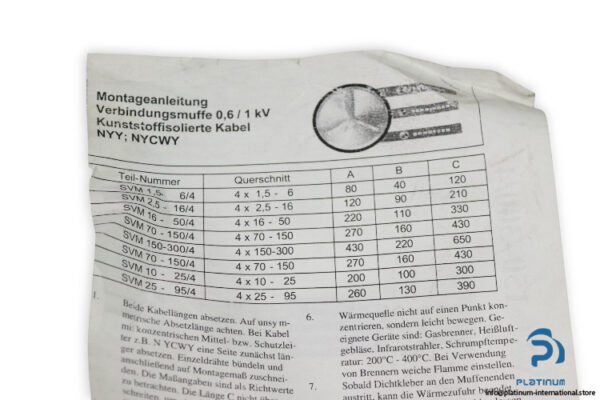 Montageanleitung
Verbindungsmuffe 0,6 / 1 kV
Kunststoffisolierte Kabel
NYY; NYCWY
Teil-Nummer Querschnitt A B C
SVM 1,5- 6/4 4 x 1,5 - 6 80 40 120
SVM 2,5 - 16/4 4 x 2,5 - 16 120 90 210
SVM 16 - 50/4 4 x 16 - 50 220 110 330
SVM 70 - 150/4 4 x 70 - 150 270 160 430
SVM 150-300/4 4 x 150-300 430 220 650
SVM 70 - 150/4 4 x 70 - 150 270 160 430
SVM 10 - 25/4 4 x 10 - 25 200 100 300
SVM 25 - 95/4 4 x 25 - 95 260 130 390
1.
Beide Kabellängen absetzen. Auf unsym-
metrische Absetzlänge achten. Bei Kabel
mit konzentrischen Mittel- bzw. Schutzlei-
ter z.B. N YCWY eine Seite zunächst län-
ger absetzen. Einzeldrähte bündeln und
anschließend auf Montagemaß zuschnei-
den. Die Maßangaben sind als Richtwerte
zu betrachten. Die Länge C nicht über-
6.
Wärmequelle nicht auf einen Punkt kon-
zentrieren, sondern leicht bewegen. Ge-
eignete Geräte sind: Gasbrenner, Heißluft-
gebläse, Infrarotstrahler, Schrumpftempe-
ratur: 200°C - 400°C. Bei Verwendung
von Brennern weiche Flamme einstellen.
7.
Sobald Dichtkleber an den Muffenenden
austritt, kann die Wärmezufuhr beendet
PLATINUM
INTERNATIONAL
info@platinum-international.store